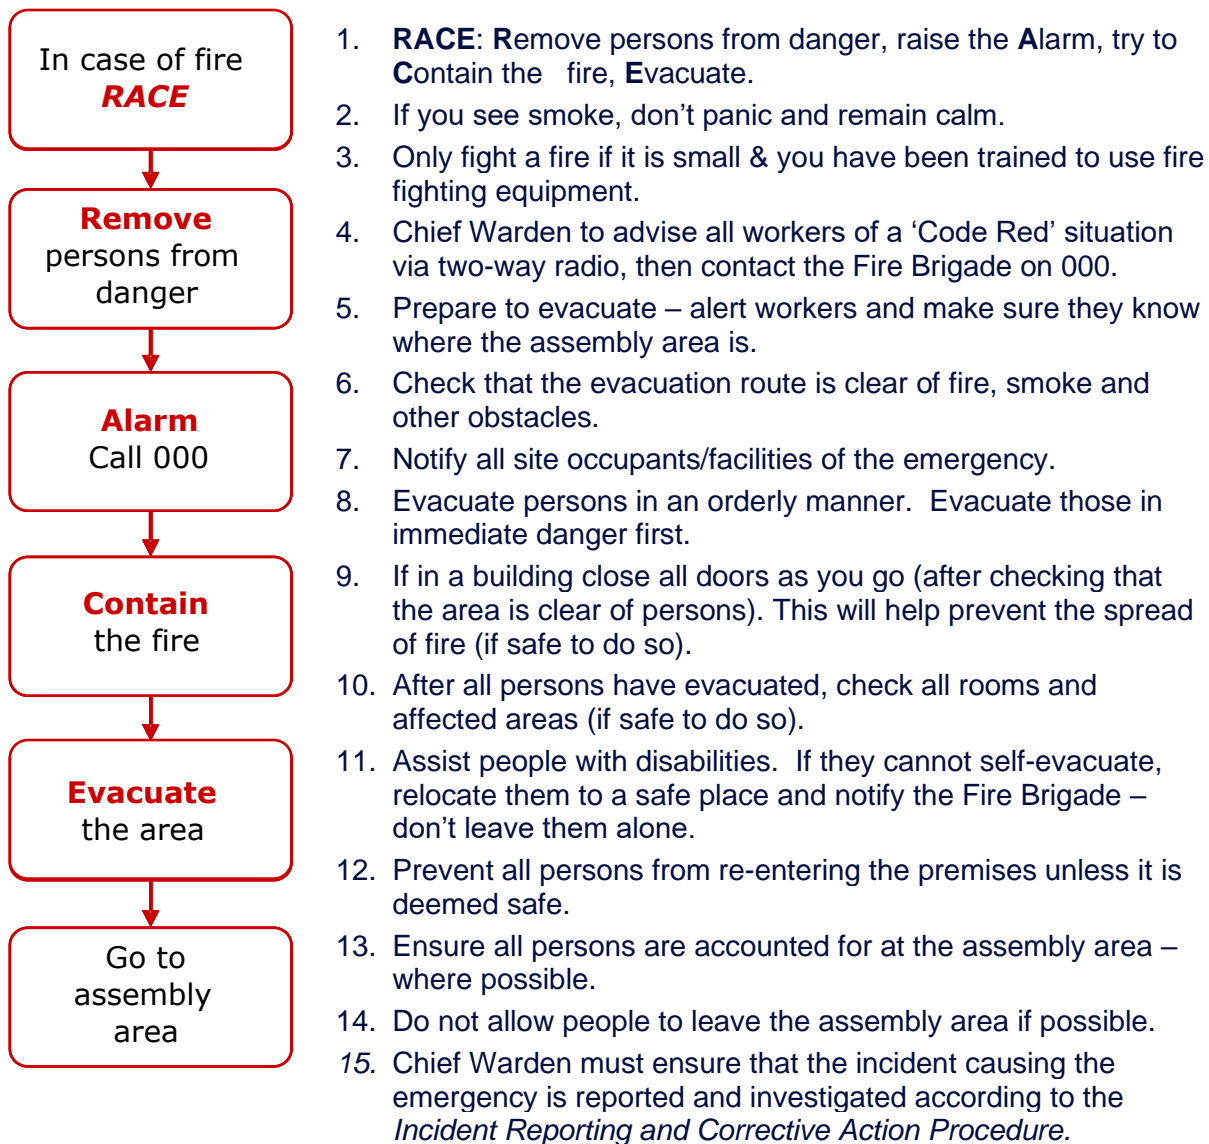 In case of fire
RACE
Remove
persons from
danger
Alarm
Call 000
Contain
the fire
Evacuate
the area
Go to
assembly
area
1. RACE: Remove persons from danger, raise the Alarm, try to
Contain the fire, Evacuate.
2. If you see smoke, don’t panic and remain calm.
3. Only fight a fire if it is small & you have been trained to use fire
fighting equipment.
4. Chief Warden to advise all workers of a ‘Code Red’ situation
via two-way radio, then contact the Fire Brigade on 000.
5. Prepare to evacuate – alert workers and make sure they know
where the assembly area is.
6. Check that the evacuation route is clear of fire, smoke and
other obstacles.
7. Notify all site occupants/facilities of the emergency.
8. Evacuate persons in an orderly manner. Evacuate those in
immediate danger first.
9. If in a building close all doors as you go (after checking that
the area is clear of persons). This will help prevent the spread
of fire (if safe to do so).
10. After all persons have evacuated, check all rooms and
affected areas (if safe to do so).
11. Assist people with disabilities. If they cannot self-evacuate,
relocate them to a safe place and notify the Fire Brigade –
don’t leave them alone.
12. Prevent all persons from re-entering the premises unless it is
deemed safe.
13. Ensure all persons are accounted for at the assembly area –
where possible.
14. Do not allow people to leave the assembly area if possible.
15. Chief Warden must ensure that the incident causing the
emergency is reported and investigated according to the
Incident Reporting and Corrective Action Procedure.